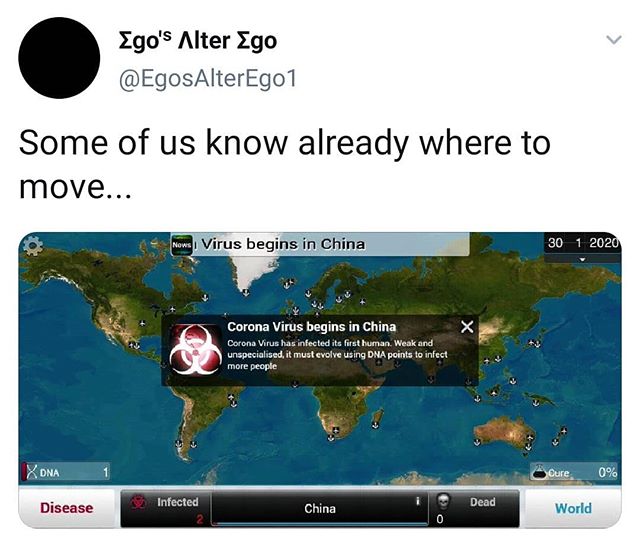 Σgo's Λlter Σgo
@EgosAlterEgo1
Some of us know already where to
move...
News Virus begins in China
30 1 2020
Corona Virus begins in China
Corona Virus has infected its first human. Weak and
unspecialised, it must evolve using DNA points to infect
more people
DNA 1
Cure 0%
Disease
Infected
2
China
i
Dead
0
World